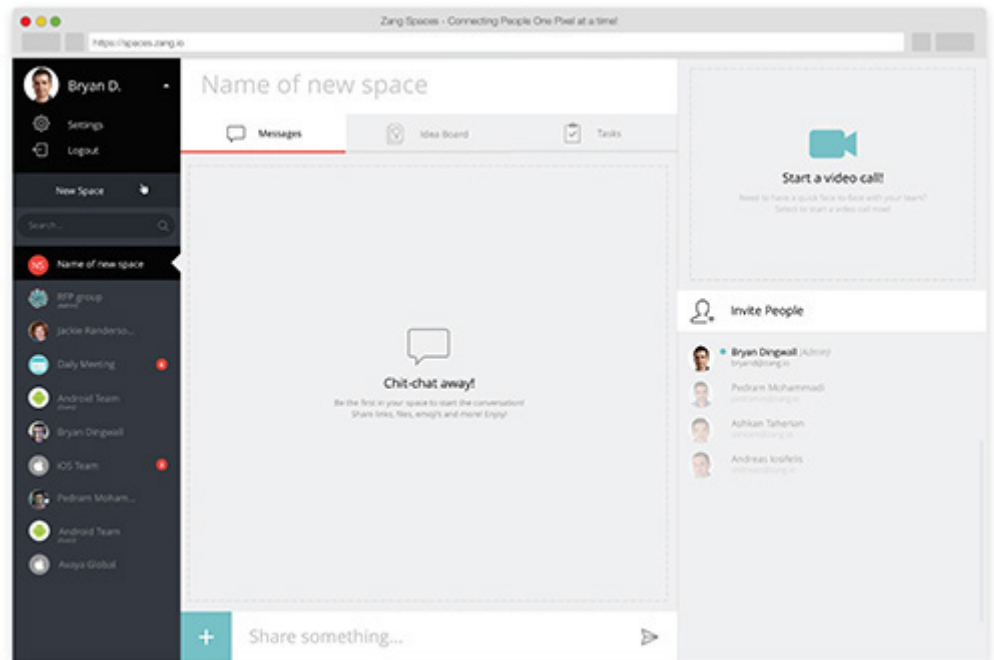 Zang Spaces - Connecting People One Pixel at a time!
https://spaces.zang.io
Bryan D.
Settings
Logout
New Space
Search...
NS
Name of new space
RFP group
Jackie Randerso...
Daily Meeting
Android Team
Bryan Dingwall
iOS Team
Pedram Moham...
Android Team
Avaya Global
Name of new space
Messages
Idea Board
Tasks
Chit-chat away!
Be the first in your space to start the conversation!
Share links, files, emoji's and more! Enjoy!
+
Share something...
Start a video call!
Need to have a quick face-to-face with your team?
Select to start a video call now!
Invite People
Bryan Dingwall (Admin)
bryand@zang.io
Pedram Mohammadi
Ashkan Taherian
Andreas Iosifelis